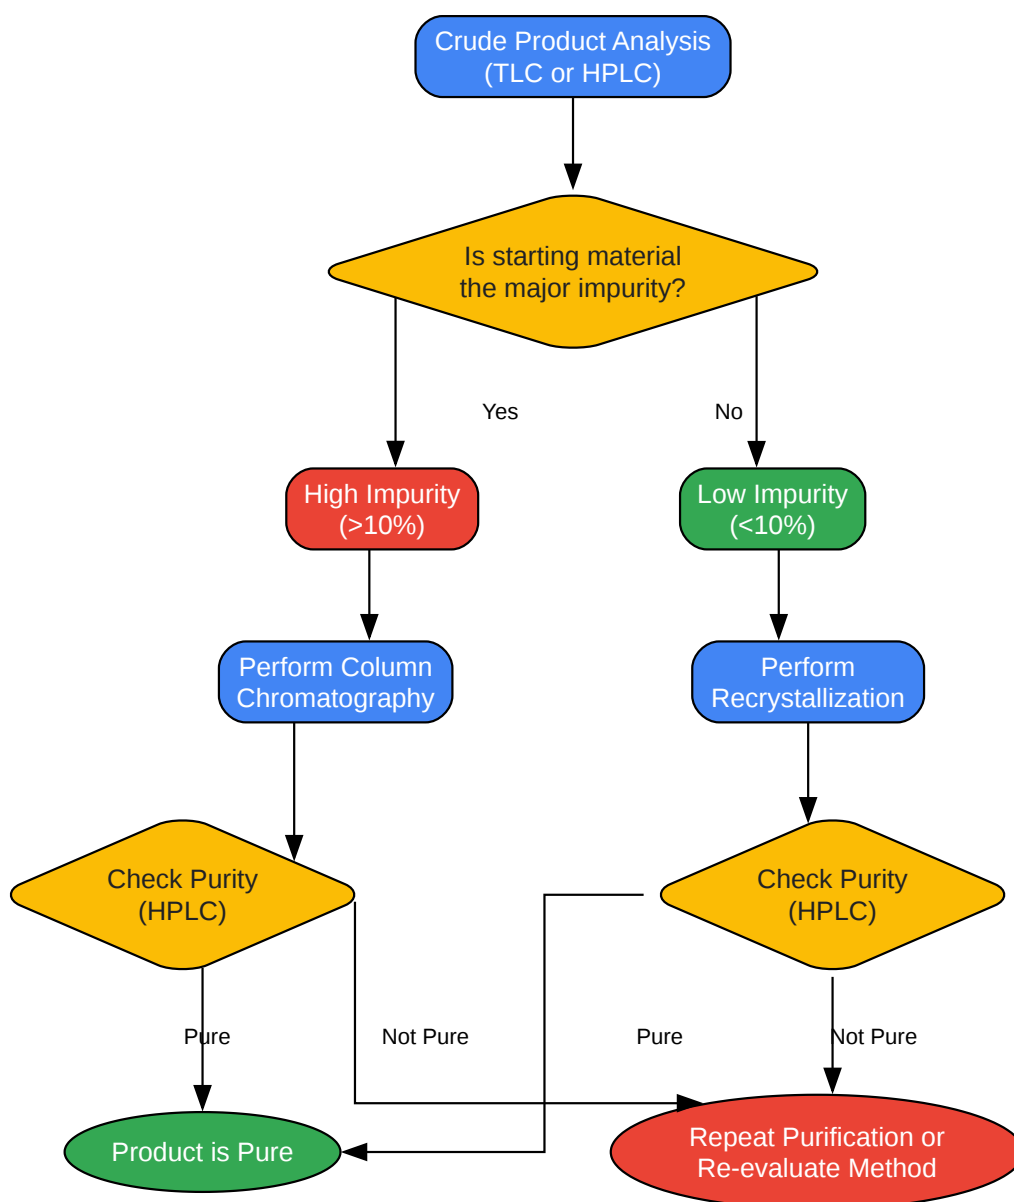 Crude Product Analysis
(TLC or HPLC)
Is starting material
the major impurity?
Yes
No
High Impurity
(>10%)
Low Impurity
(<10%)
Perform Column
Chromatography
Perform
Recrystallization
Check Purity
(HPLC)
Check Purity
(HPLC)
Pure
Not Pure
Pure
Not Pure
Product is Pure
Repeat Purification or
Re-evaluate Method